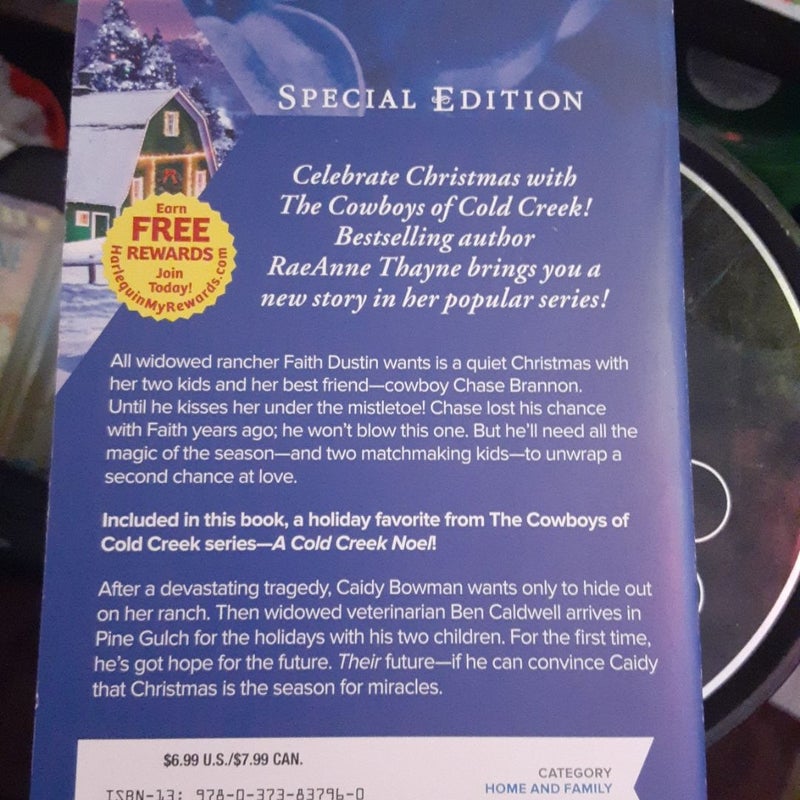 SPECIAL EDITION
Celebrate Christmas with
The Cowboys of Cold Creek!
Bestselling author
RaeAnne Thayne brings you a
new story in her popular series!
Earn
FREE
REWARDS
Join
Today!
HarlequinMyRewards.com
All widowed rancher Faith Dustin wants is a quiet Christmas with
her two kids and her best friend—cowboy Chase Brannon.
Until he kisses her under the mistletoe! Chase lost his chance
with Faith years ago; he won't blow this one. But he'll need all the
magic of the season—and two matchmaking kids—to unwrap a
second chance at love.
Included in this book, a holiday favorite from The Cowboys of
Cold Creek series—A Cold Creek Noel!
After a devastating tragedy, Caidy Bowman wants only to hide out
on her ranch. Then widowed veterinarian Ben Caldwell arrives in
Pine Gulch for the holidays with his two children. For the first time,
he's got hope for the future. Their future—if he can convince Caidy
that Christmas is the season for miracles.
$6.99 U.S./$7.99 CAN.
ISBN-13: 978-0-373-83796-0
CATEGORY
HOME AND FAMILY